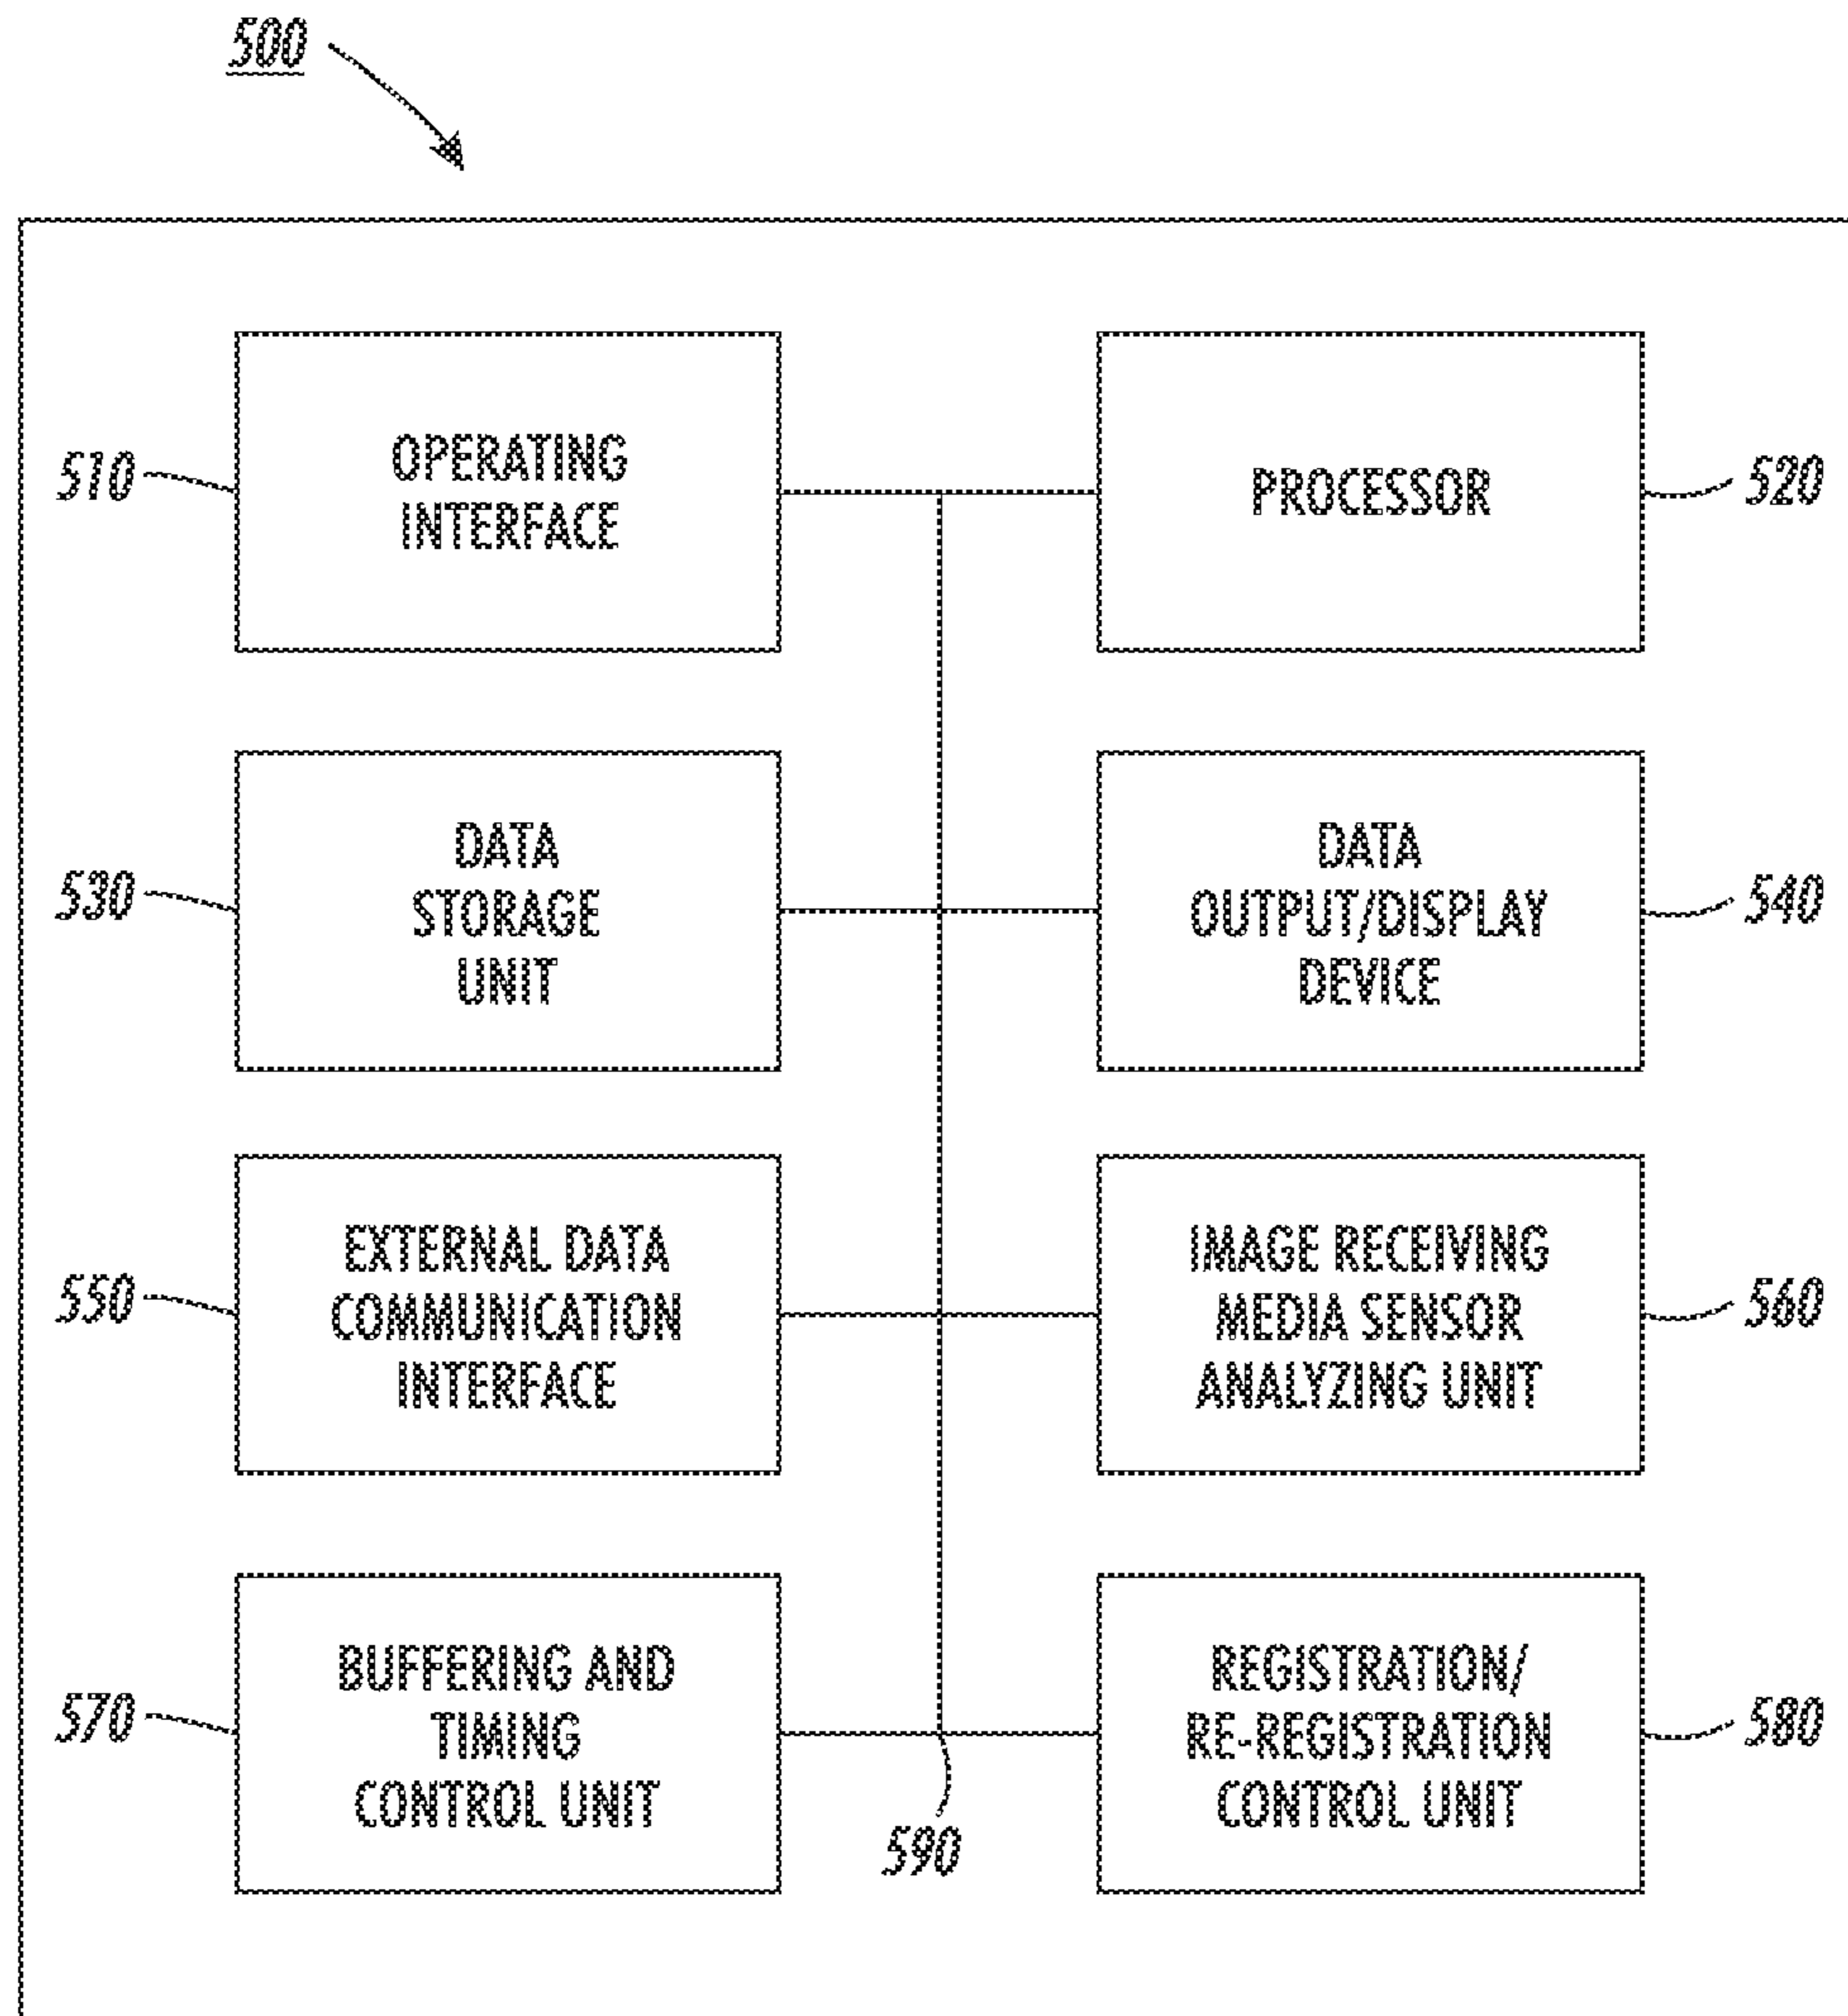 500
510
OPERATING
INTERFACE
PROCESSOR
520
530
DATA
STORAGE
UNIT
DATA
OUTPUT/DISPLAY
DEVICE
540
550
EXTERNAL DATA
COMMUNICATION
INTERFACE
IMAGE RECEIVING
MEDIA SENSOR
ANALYZING UNIT
560
570
BUFFERING AND
TIMING
CONTROL UNIT
590
REGISTRATION/
RE-REGISTRATION
CONTROL UNIT
580